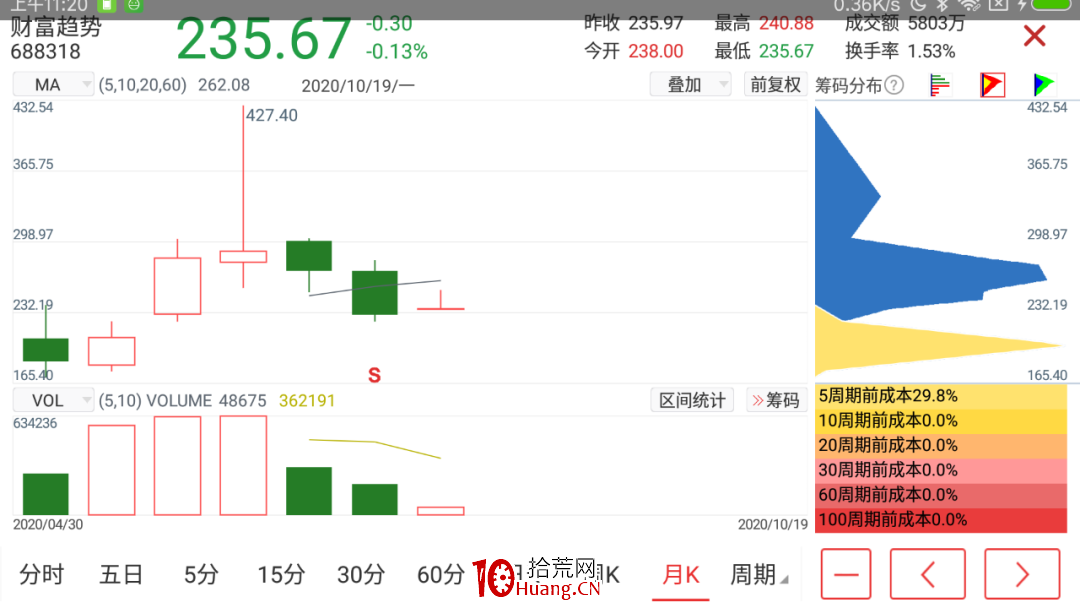 上午11:20 0.36K/s
财富趋势
688318
235.67
-0.30
-0.13%
昨收 235.97 最高 240.88 成交额 5803万
今开 238.00 最低 235.67 换手率 1.53%
MA (5,10,20,60) 262.08 2020/10/19/一 叠加 前复权 筹码分布 ?
432.54 427.40 432.54
365.75 365.75
298.97 298.97
232.19 232.19
165.40 S 165.40
VOL (5,10) VOLUME 48675 362191 区间统计 筹码
634236
5周期前成本29.8%
10周期前成本0.0%
20周期前成本0.0%
30周期前成本0.0%
60周期前成本0.0%
100周期前成本0.0%
2020/04/30 2020/10/19
分时 五日 5分 15分 30分 60分 月K 周期
10 拾荒网
Huang.CN